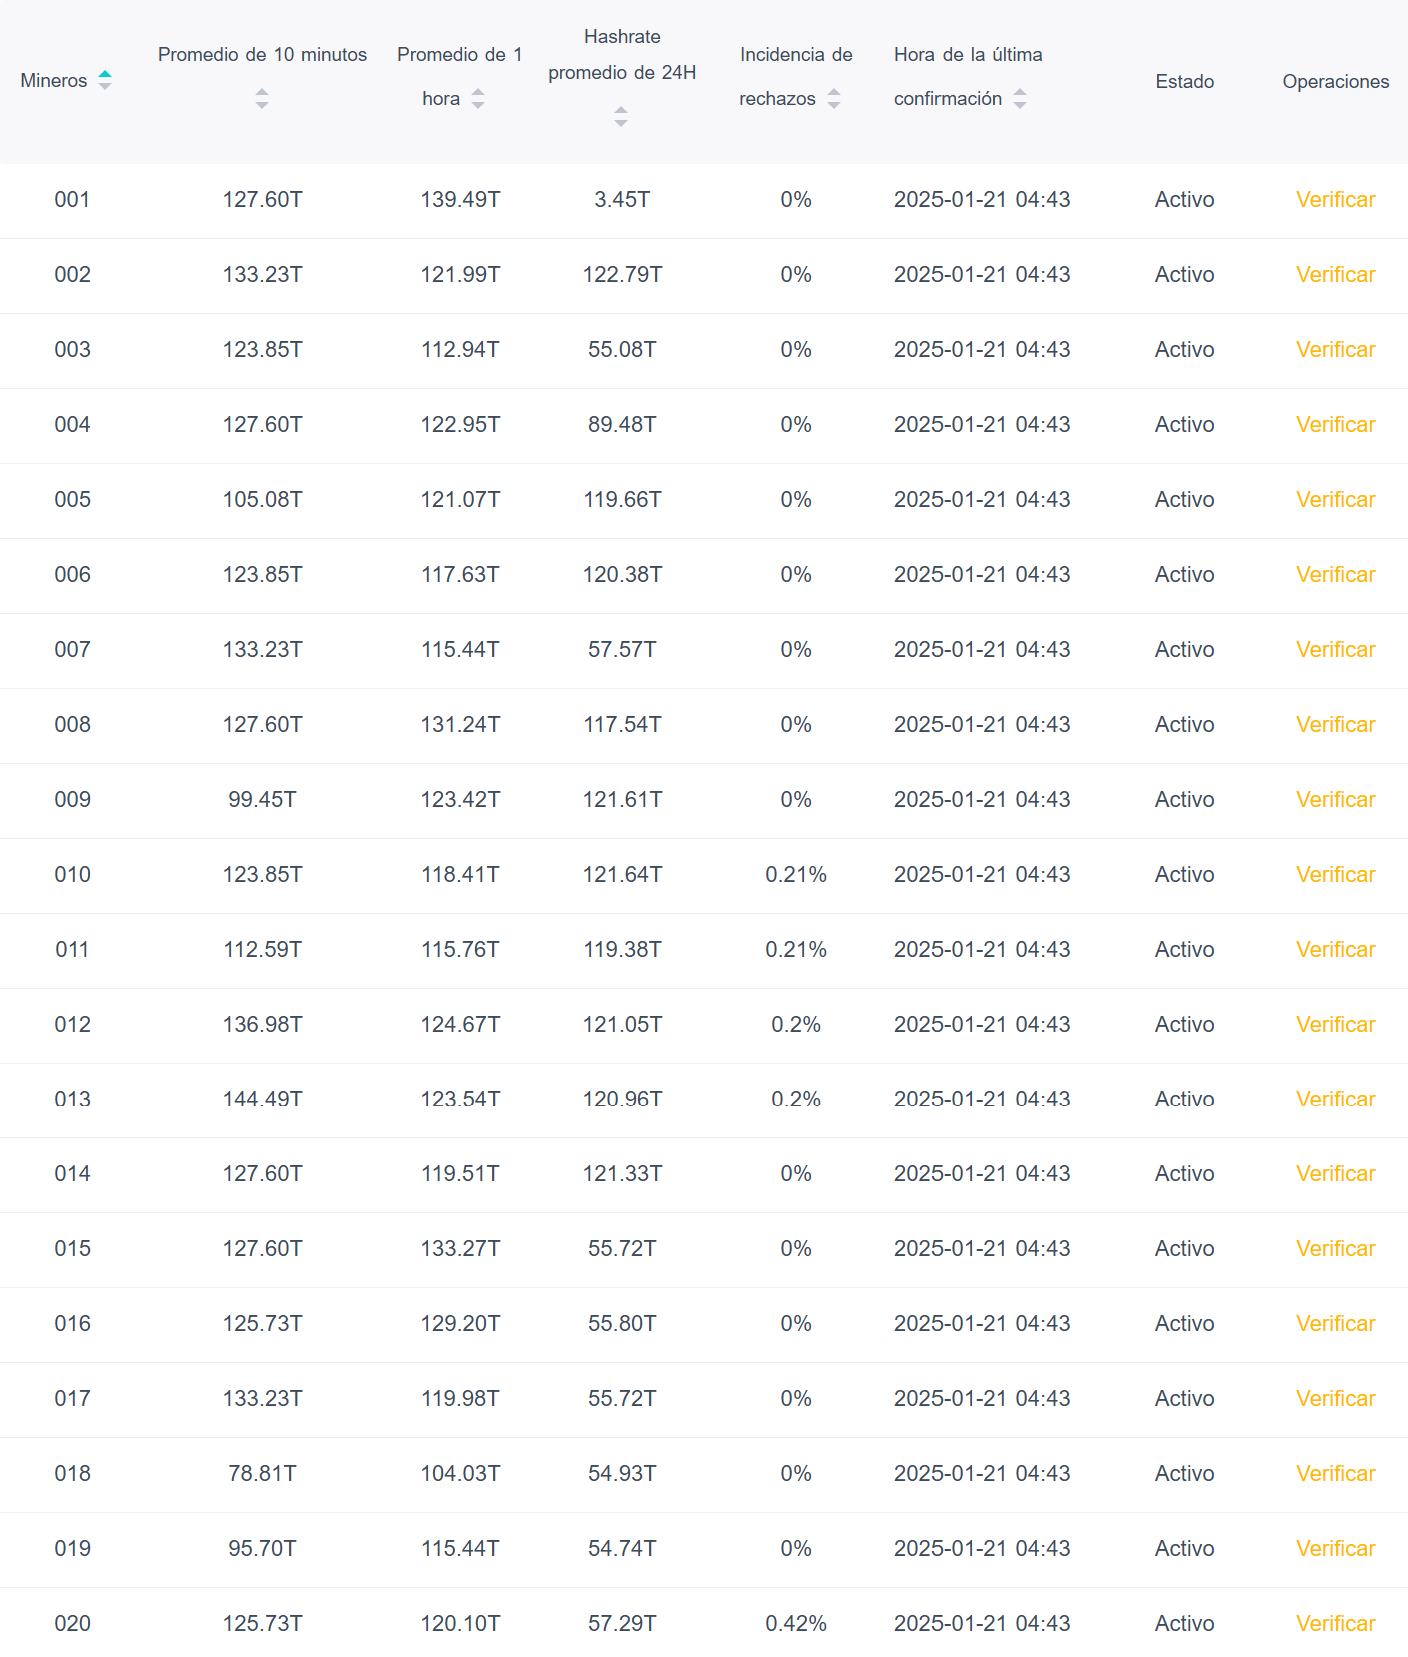 Mineros
Promedio de 10 minutos
Promedio de 1
hora
Hashrate
promedio de 24H
Incidencia de
rechazos
Hora de la última
confirmación
Estado
Operaciones
001 127.60T 139.49T 3.45T 0% 2025-01-21 04:43 Activo Verificar
002 133.23T 121.99T 122.79T 0% 2025-01-21 04:43 Activo Verificar
003 123.85T 112.94T 55.08T 0% 2025-01-21 04:43 Activo Verificar
004 127.60T 122.95T 89.48T 0% 2025-01-21 04:43 Activo Verificar
005 105.08T 121.07T 119.66T 0% 2025-01-21 04:43 Activo Verificar
006 123.85T 117.63T 120.38T 0% 2025-01-21 04:43 Activo Verificar
007 133.23T 115.44T 57.57T 0% 2025-01-21 04:43 Activo Verificar
008 127.60T 131.24T 117.54T 0% 2025-01-21 04:43 Activo Verificar
009 99.45T 123.42T 121.61T 0% 2025-01-21 04:43 Activo Verificar
010 123.85T 118.41T 121.64T 0.21% 2025-01-21 04:43 Activo Verificar
011 112.59T 115.76T 119.38T 0.21% 2025-01-21 04:43 Activo Verificar
012 136.98T 124.67T 121.05T 0.2% 2025-01-21 04:43 Activo Verificar
013 144.49T 123.54T 120.96T 0.2% 2025-01-21 04:43 Activo Verificar
014 127.60T 119.51T 121.33T 0% 2025-01-21 04:43 Activo Verificar
015 127.60T 133.27T 55.72T 0% 2025-01-21 04:43 Activo Verificar
016 125.73T 129.20T 55.80T 0% 2025-01-21 04:43 Activo Verificar
017 133.23T 119.98T 55.72T 0% 2025-01-21 04:43 Activo Verificar
018 78.81T 104.03T 54.93T 0% 2025-01-21 04:43 Activo Verificar
019 95.70T 115.44T 54.74T 0% 2025-01-21 04:43 Activo Verificar
020 125.73T 120.10T 57.29T 0.42% 2025-01-21 04:43 Activo Verificar